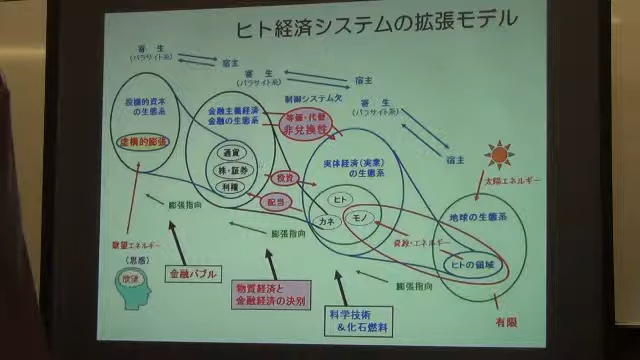 ヒト経済システムの拡張モデル
寄 生
(パラサイト系)
宿主
寄 生
(パラサイト系)
宿主
制御システム欠
寄 生
(パラサイト系)
宿主
の生態系
虚構的膨張
金融主機経済
金融の生態系
通貨
株・証券
利権
等価・代替
非兌換性
投資
配当
実体経済(実業)
の生態系
ヒト
カネ
モノ
太陽エネルギー
地球の生態系
資源・エネルギー
ヒトの領域
有限
膨張指向
膨張指向
膨張指向
欲望エネルギー
(思惑)
欲望
金融バブル
物質経済と
金融経済の決別
科学技術
&化石燃料